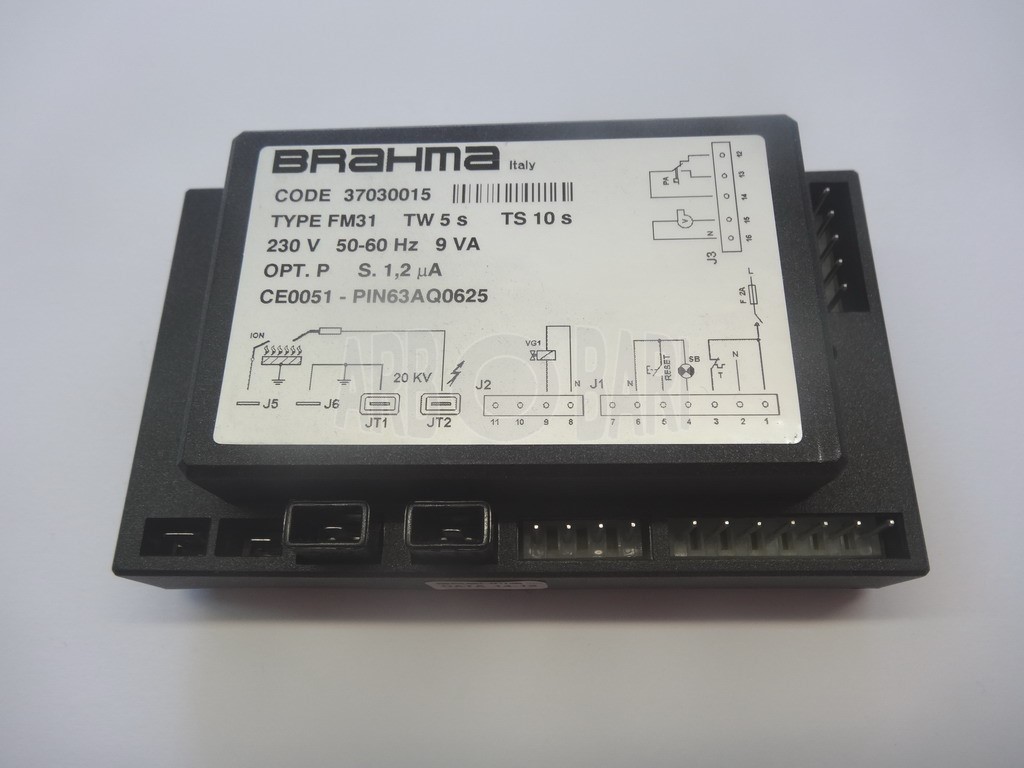 BRAHMA Italy
CODE 37030015
TYPE FM31 TW 5 s TS 10 s
230 V 50-60 Hz 9 VA
OPT. P S. 1,2 µA
CE0051 - PIN63AQ0625
12
13
PA
14
V
15
N
16
J3
F 2A
ION
20 KV
VG1
N
N
RESET
SB
T
N
J5
J6
JT1
JT2
J2
J1
11 10 9 8
7 6 5 4 3 2 1
ARB BAR